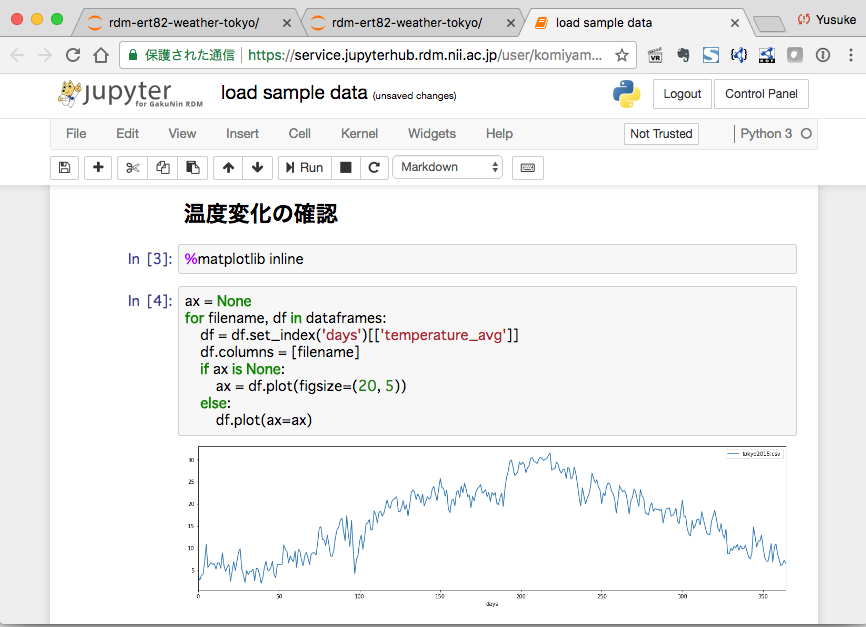 rdm-ert82-weather-tokyo/
rdm-ert82-weather-tokyo/
load sample data
Yusuke
保護された通信
https://service.jupyterhub.rdm.nii.ac.jp/user/komiyam...
VR
jupyter
for GakuNin RDM
load sample data (unsaved changes)
Logout
Control Panel
File Edit View Insert Cell Kernel Widgets Help
Not Trusted
Python 3
Run
Markdown
温度変化の確認
In [3]:
%matplotlib inline
In [4]:
ax = None
for filename, df in dataframes:
df = df.set_index('days')[['temperature_avg']]
df.columns = [filename]
if ax is None:
ax = df.plot(figsize=(20, 5))
else:
df.plot(ax=ax)
tokyo2015.csv
30
25
20
15
10
5
0 50 100 150 200 250 300 350
days